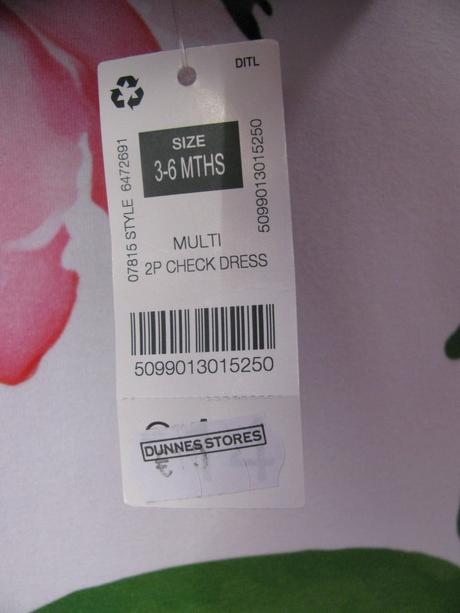 DITL
SIZE
3-6 MTHS
07815 STYLE 6472691
5099013015250
MULTI
2P CHECK DRESS
5099013015250
DUNNES STORES
€